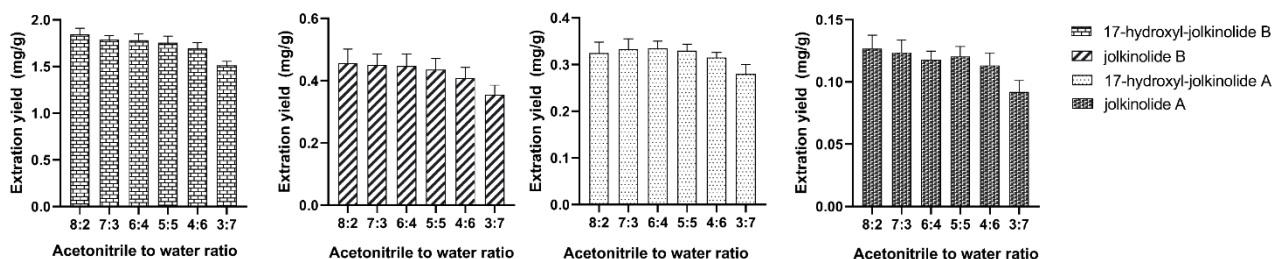 Extration yield (mg/g)
2.0
1.5
1.0
0.5
0.0
8:2 7:3 6:4 5:5 4:6 3:7
Acetonitrile to water ratio
Extration yield (mg/g)
0.6
0.4
0.2
0.0
8:2 7:3 6:4 5:5 4:6 3:7
Acetonitrile to water ratio
Extration yield (mg/g)
0.4
0.3
0.2
0.1
0.0
8:2 7:3 6:4 5:5 4:6 3:7
Acetonitrile to water ratio
Extration yield (mg/g)
0.15
0.10
0.05
0.00
8:2 7:3 6:4 5:5 4:6 3:7
Acetonitrile to water ratio
17-hydroxyl-jolkinolide B
jolkinolide B
17-hydroxyl-jolkinolide A
jolkinolide A